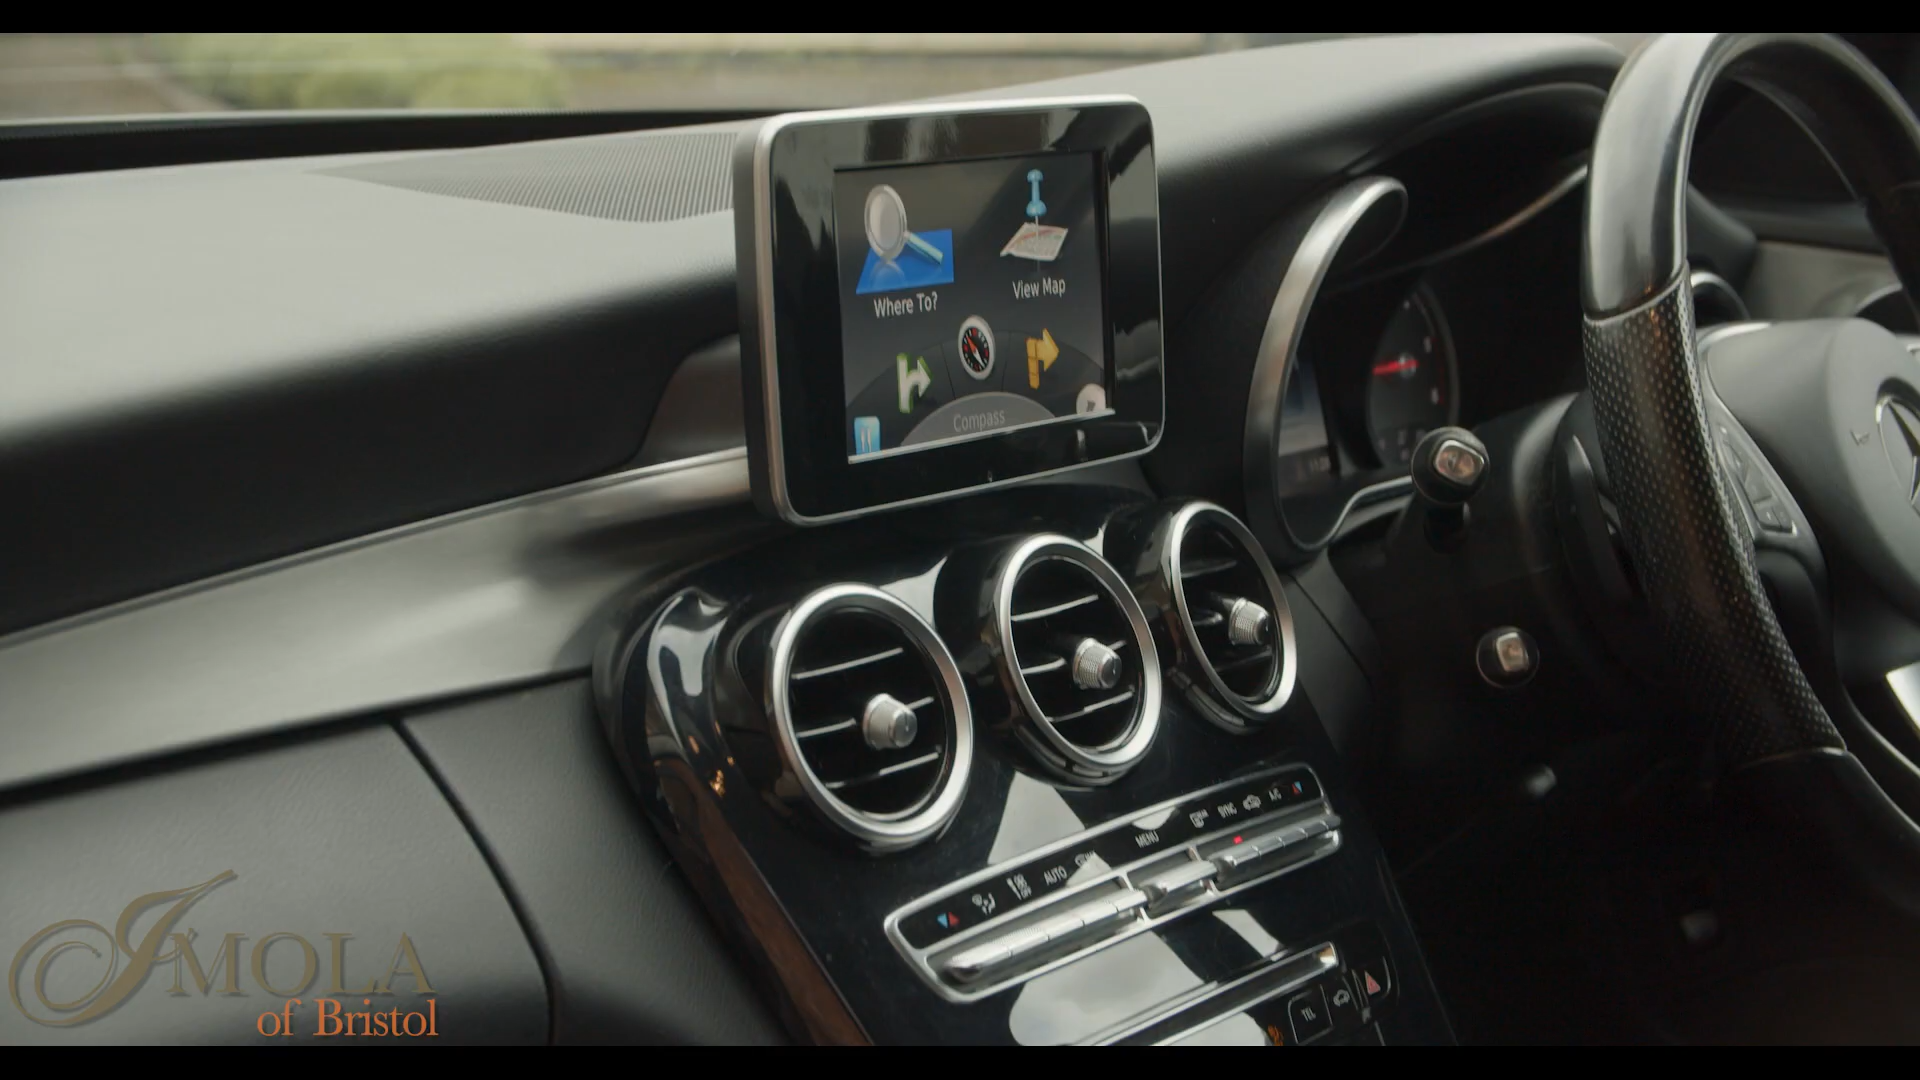 Where To?
View Map
Compass
AUTO
MENU
SYNC
A/C
TEL
IMOLA
of Bristol